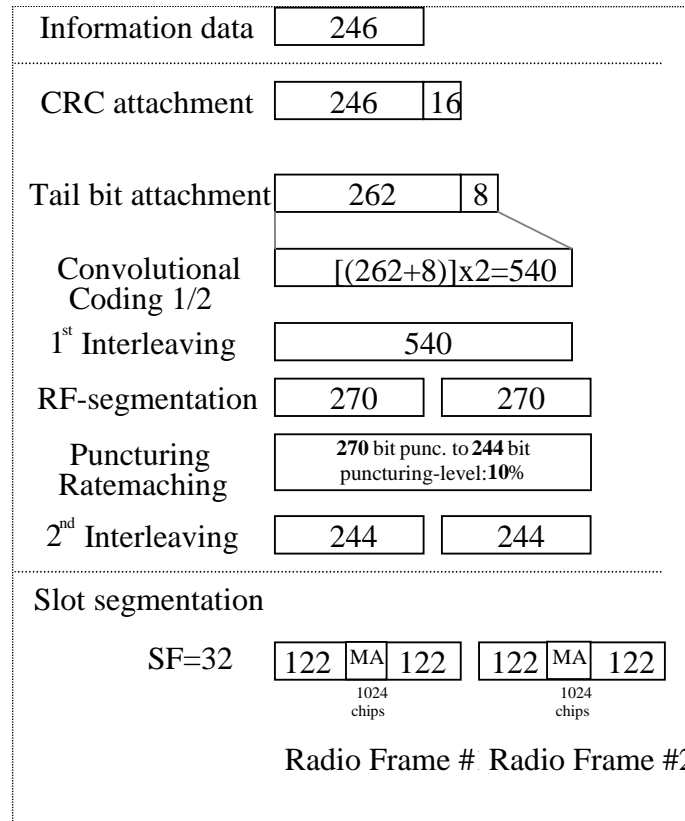 Information data 246
CRC attachment 246 16
Tail bit attachment 262 8
Convolutional
Coding 1/2
[(262+8)]x2=540
1st Interleaving 540
RF-segmentation 270 270
Puncturing
Ratemaching
270 bit punc. to 244 bit
puncturing-level:10%
2nd Interleaving 244 244
Slot segmentation
SF=32 122 MA 122 122 MA 122
1024
chips
1024
chips
Radio Frame # Radio Frame #2